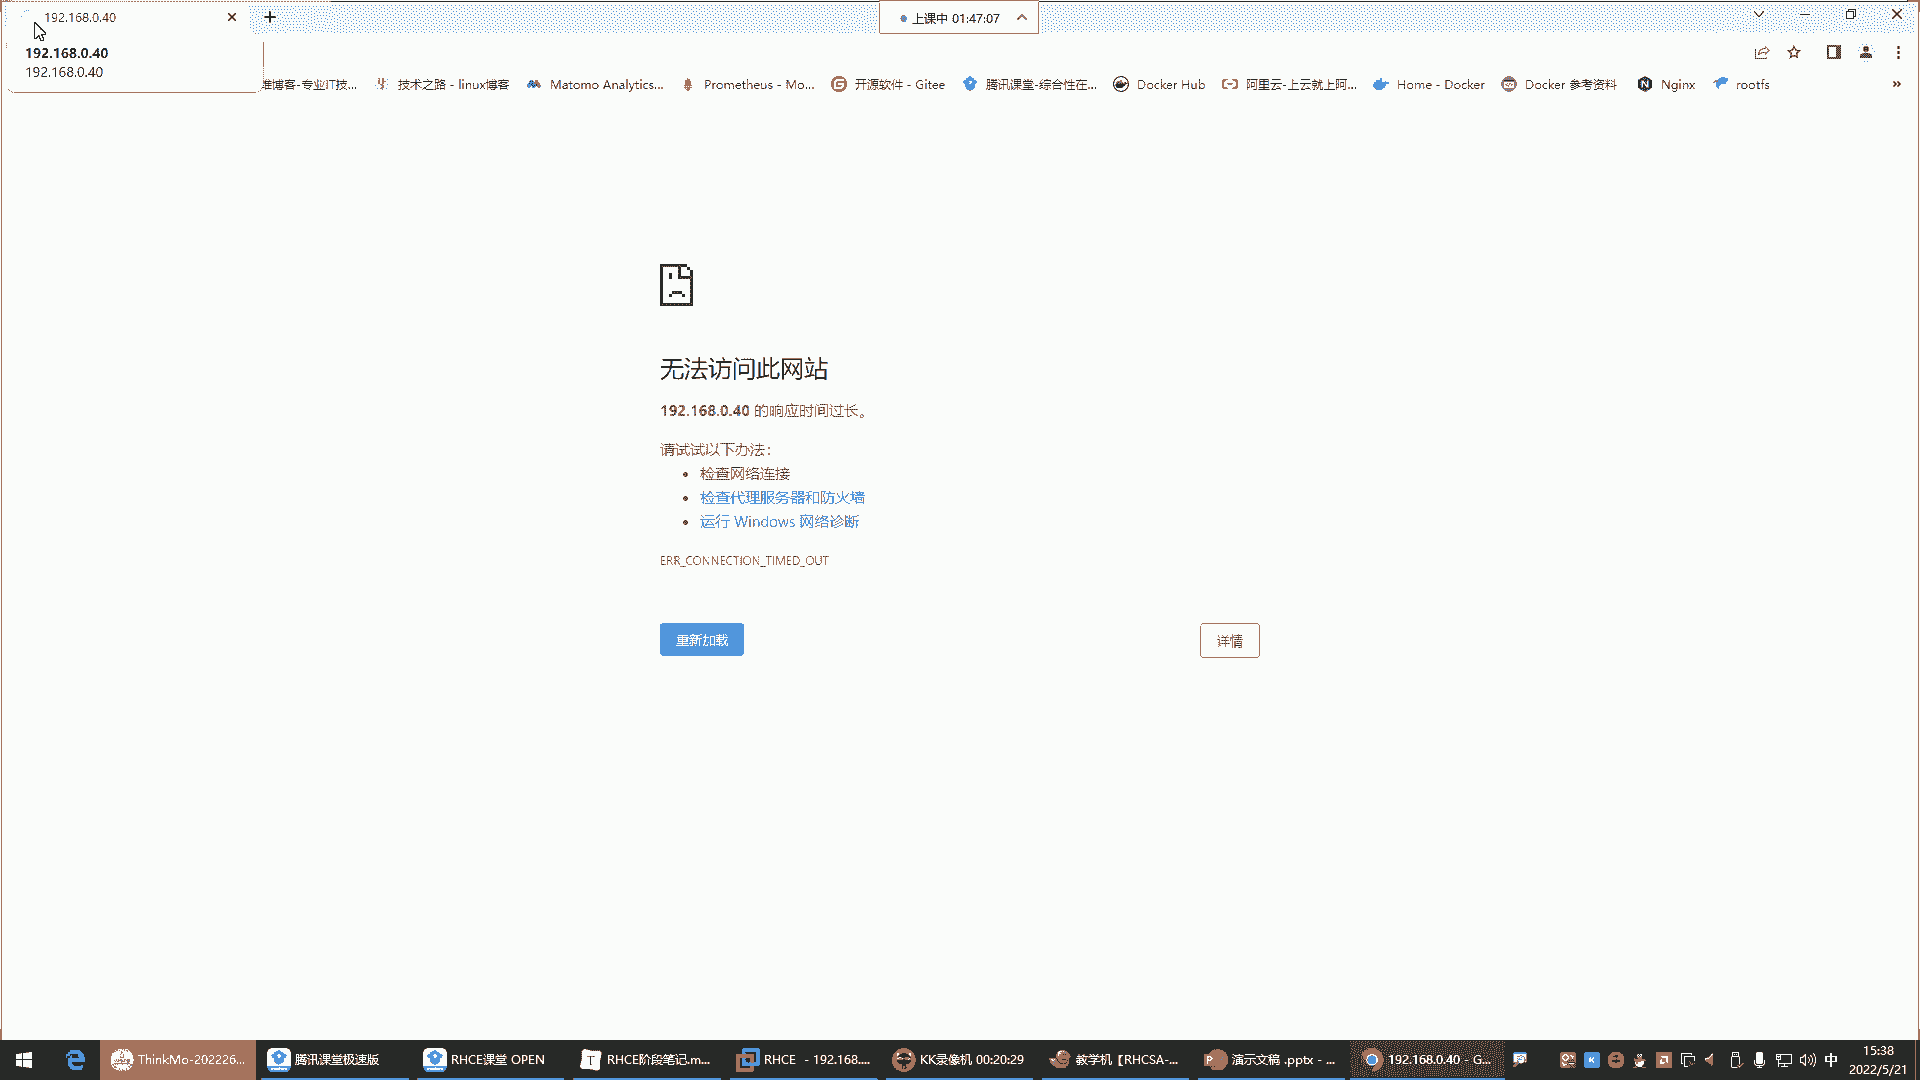 192.168.0.40
上课中 01:47:07
192.168.0.40
192.168.0.40
维博客-专业IT技...
技术之路 - linux博客
Matomo Analytics...
Prometheus - Mo...
开源软件 - Gitee
腾讯课堂-综合性在...
Docker Hub
阿里云-上云就上阿...
Home - Docker
Docker 参考资料
Nginx
rootfs
无法访问此网站
192.168.0.40 的响应时间过长。
请试试以下办法：
检查网络连接
检查代理服务器和防火墙
运行 Windows 网络诊断
ERR_CONNECTION_TIMED_OUT
重新加载
详情
ThinkMo-202226...
腾讯课堂极速版
RHCE课堂 OPEN
RHCE阶段笔记.m...
RHCE - 192.168....
KK录像机 00:20:29
教学机【RHCSA-...
演示文稿 .pptx - ...
192.168.0.40 - G...
中
15:38
2022/5/21